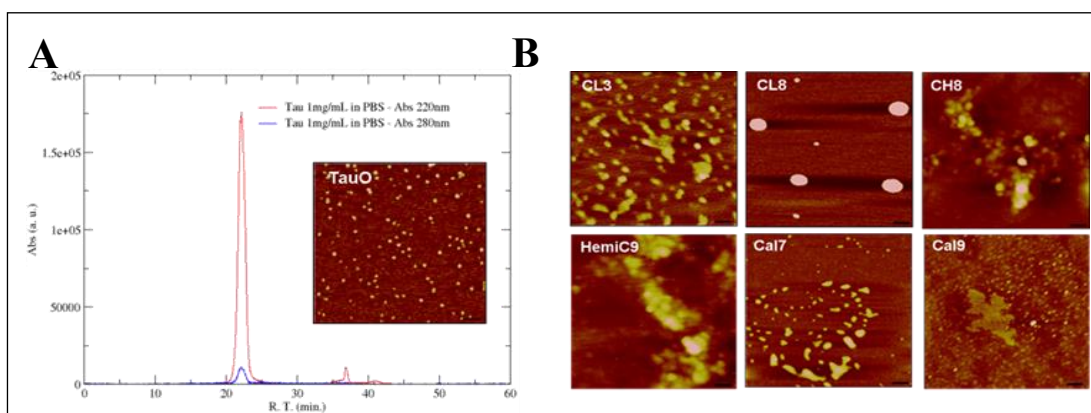 A
B
2e+05
1.5e+05
1e+05
50000
0
Abs (a. u.)
Tau 1mg/mL in PBS - Abs 220nm
Tau 1mg/mL in PBS - Abs 280nm
TauO
0 10 20 30 40 50 60
R. T. (min.)
CL3 CL8 CH8
HemiC9 Cal7 Cal9